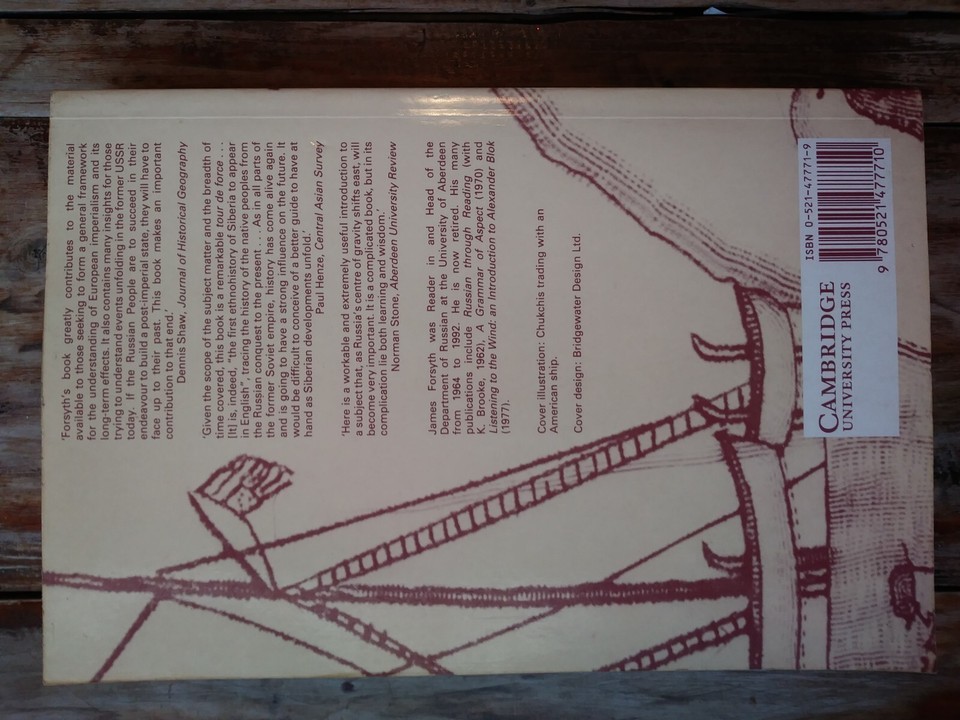 'Forsyth's book greatly contributes to the material
available to those seeking to form a general framework
for the understanding of European imperialism and its
long-term effects. It also contains many insights for those
trying to understand events unfolding in the former USSR
today. If the Russian People are to succeed in their
endeavour to build a post-imperial state, they will have to
face up to their past. This book makes an important
contribution to that end.'
Dennis Shaw, Journal of Historical Geography
'Given the scope of the subject matter and the breadth of
time covered, this book is a remarkable tour de force . . .
[It] is, indeed, "the first ethnohistory of Siberia to appear
in English", tracing the history of the native peoples from
the Russian conquest to the present . . . As in all parts of
the former Soviet empire, history has come alive again
and is going to have a strong influence on the future. It
would be difficult to conceive of a better guide to have at
hand as Siberian developments unfold.'
Paul Henze, Central Asian Survey
'Here is a workable and extremely useful introduction to
a subject that, as Russia's centre of gravity shifts east, will
become very important. It is a complicated book, but in its
complication lie both learning and wisdom.'
Norman Stone, Aberdeen University Review
James Forsyth was Reader in and Head of the
Department of Russian at the University of Aberdeen
from 1964 to 1992. He is now retired. His many
publications include Russian through Reading (with
K. Brooke, 1962), A Grammar of Aspect (1970) and
Listening to the Wind: an Introduction to Alexander Blok
(1977).
Cover illustration: Chukchis trading with an
American ship.
Cover design: Bridgewater Design Ltd.
CAMBRIDGE
UNIVERSITY PRESS
ISBN 0-521-47771-9
9 780521 477710